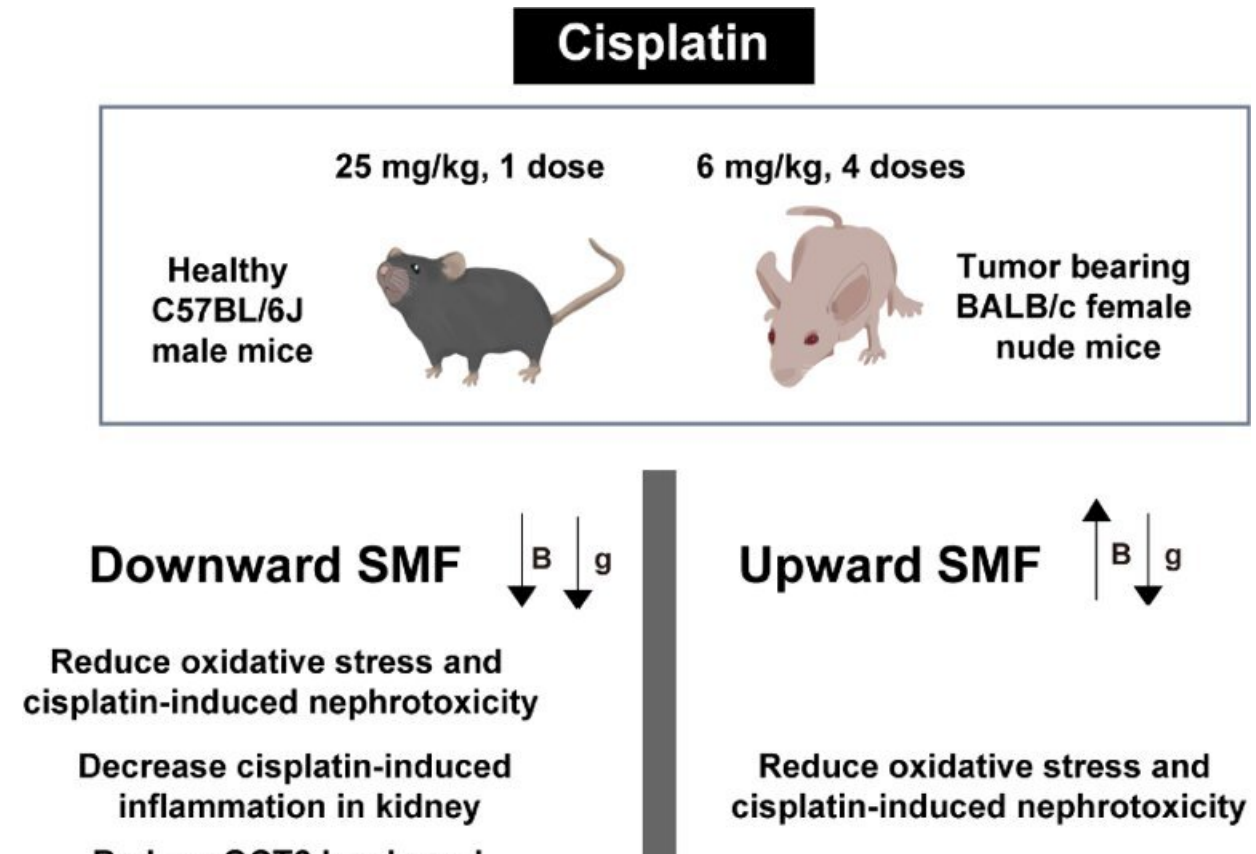 Cisplatin
25 mg/kg, 1 dose
6 mg/kg, 4 doses
Healthy
C57BL/6J
male mice
Tumor bearing
BALB/c female
nude mice
Downward SMF
B
g
Upward SMF
B
g
Reduce oxidative stress and
cisplatin-induced nephrotoxicity
Decrease cisplatin-induced
inflammation in kidney
Reduce oxidative stress and
cisplatin-induced nephrotoxicity